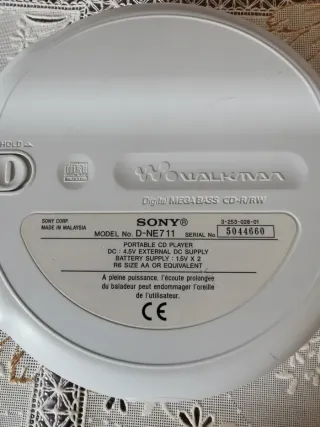 HOLD
WALKMAN
Digital MEGABASS CD-R/RW
SONY CORP.
MADE IN MALAYSIA
SONY®
MODEL No. D-NE711
3-253-028-01
SERIAL No. 5044660
PORTABLE CD PLAYER
DC : 4.5V EXTERNAL DC SUPPLY
BATTERY SUPPLY : 1.5V X 2
R6 SIZE AA OR EQUIVALENT
A pleine puissance, l'écoute prolongée
du baladeur peut endommager l'oreille
de l'utilisateur.
CE